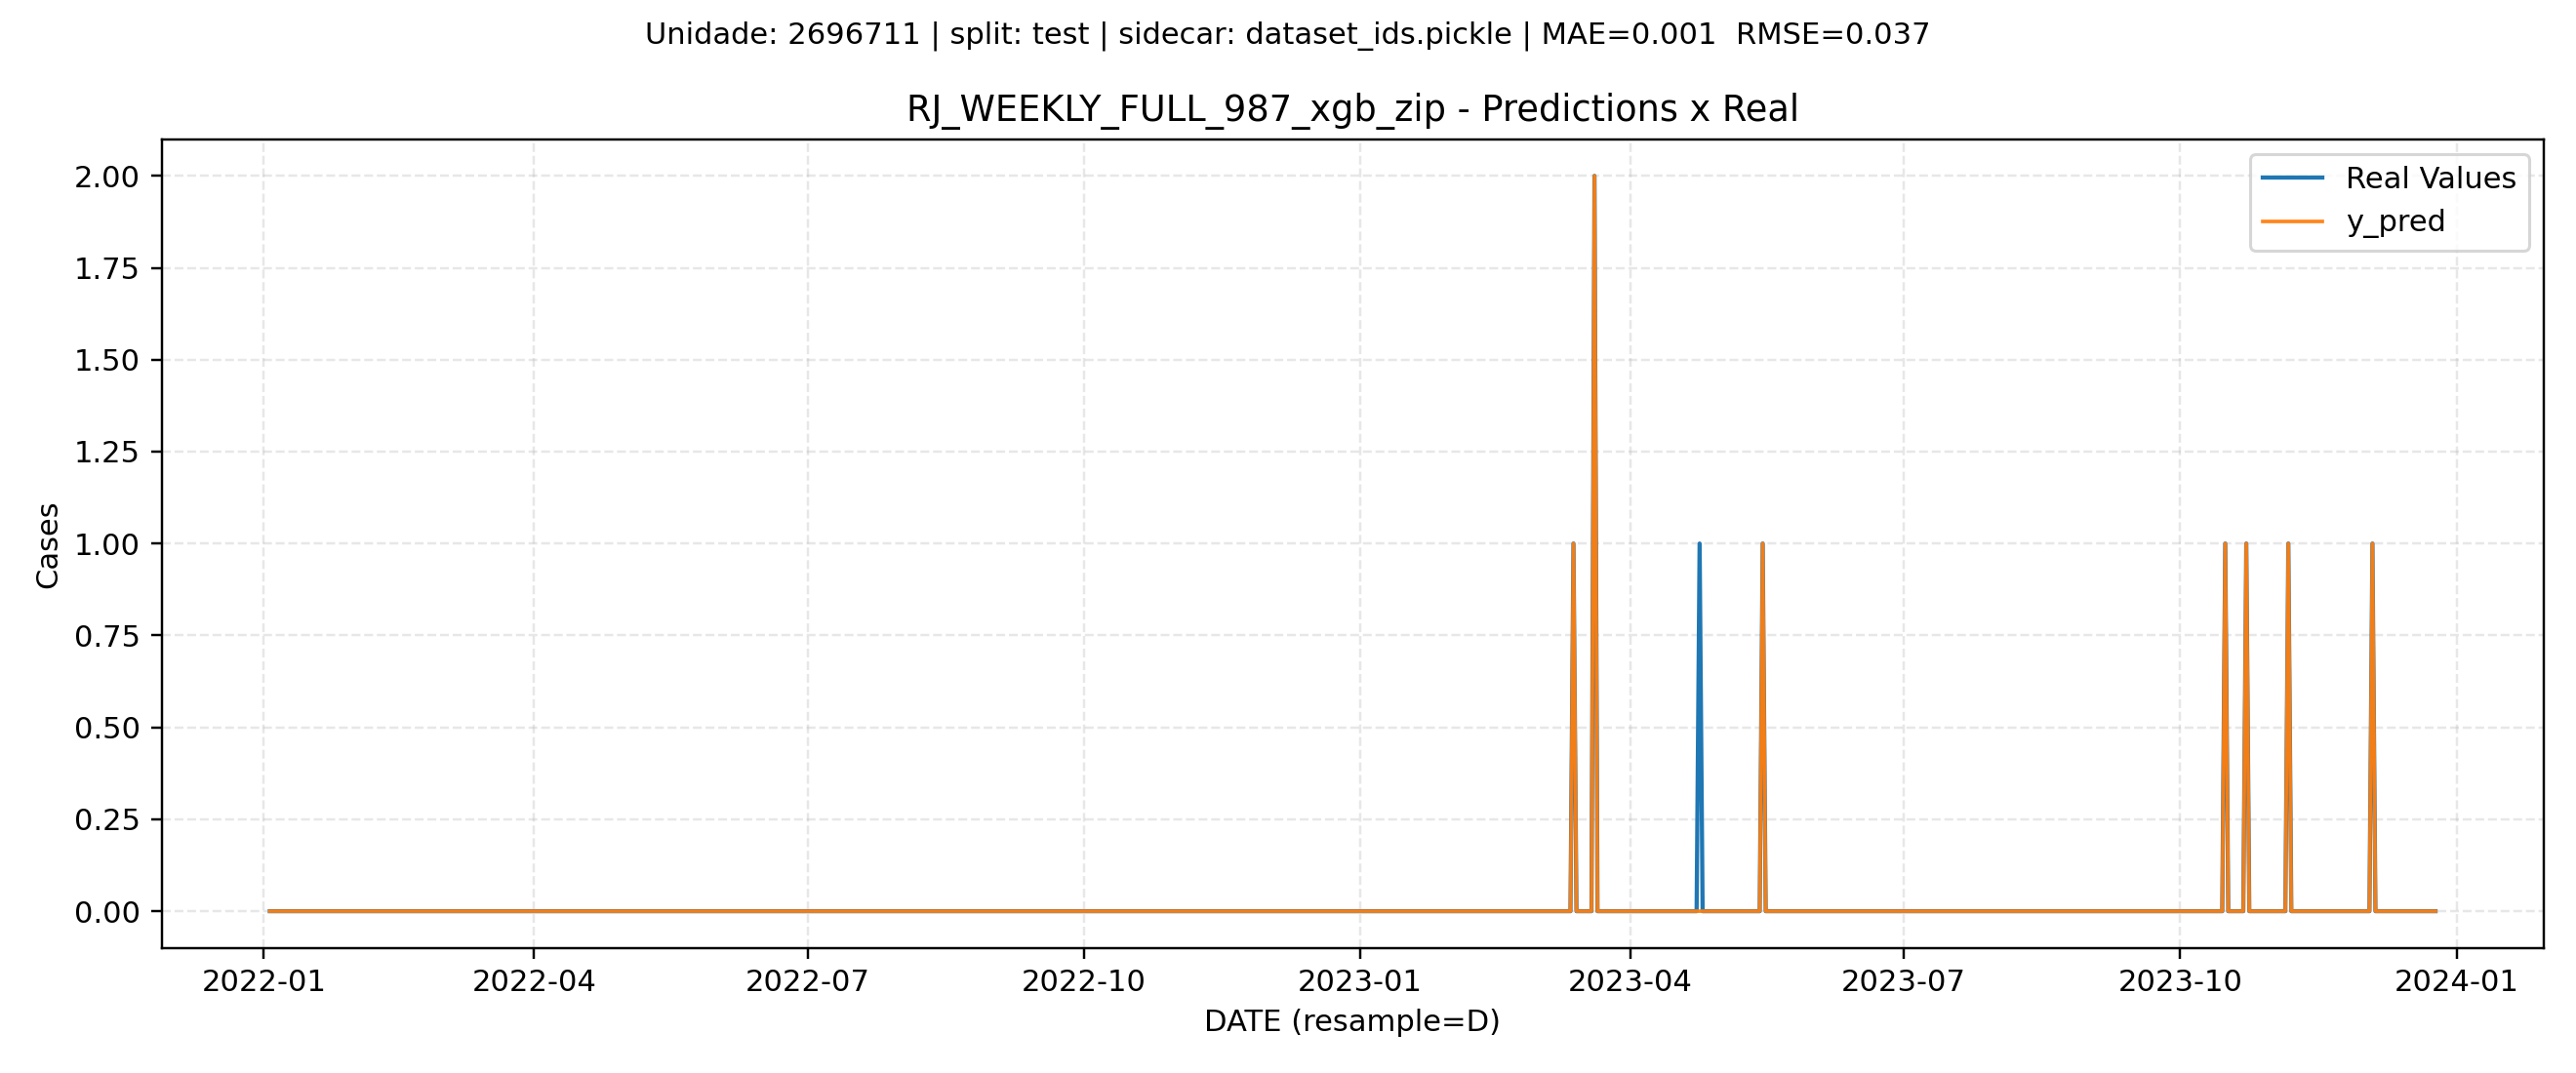 Unidade: 2696711 | split: test | sidecar: dataset_ids.pickle | MAE=0.001  RMSE=0.037
RJ_WEEKLY_FULL_987_xgb_zip - Predictions x Real
Real Values
y_pred
Cases
2.00
1.75
1.50
1.25
1.00
0.75
0.50
0.25
0.00
2022-01 2022-04 2022-07 2022-10 2023-01 2023-04 2023-07 2023-10 2024-01
DATE (resample=D)